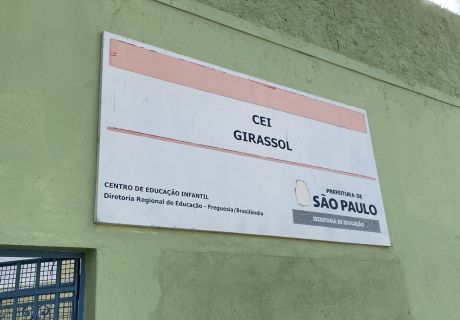 CEI
GIRASSOL
CENTRO DE EDUCAÇÃO INFANTIL
Diretoria Regional de Educação - Freguesia/Brasilândia
PREFEITURA DE
SÃO PAULO
SECRETARIA DE EDUCAÇÃO